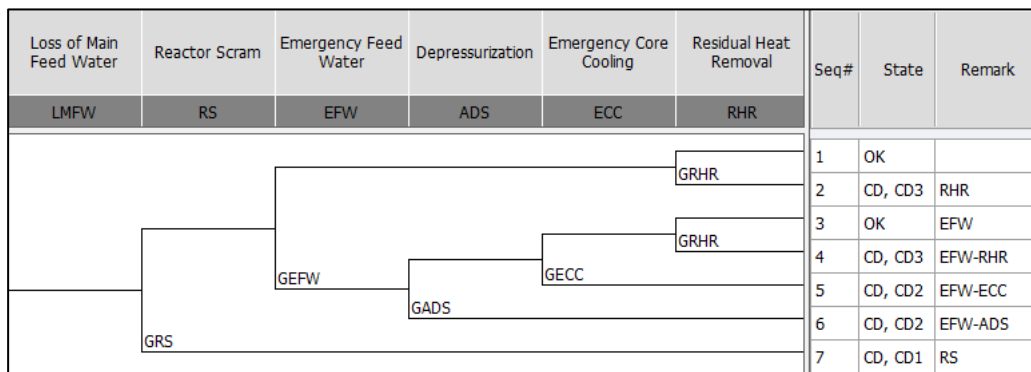 Loss of Main
Feed Water
Reactor Scram
Emergency Feed
Water
Depressurization
Emergency Core
Cooling
Residual Heat
Removal
Seq#
State
Remark
LMFW
RS
EFW
ADS
ECC
RHR
1 OK
GRHR
2 CD, CD3 RHR
3 OK EFW
GRHR
4 CD, CD3 EFW-RHR
GEFW
GECC
5 CD, CD2 EFW-ECC
GADS
6 CD, CD2 EFW-ADS
GRS
7 CD, CD1 RS